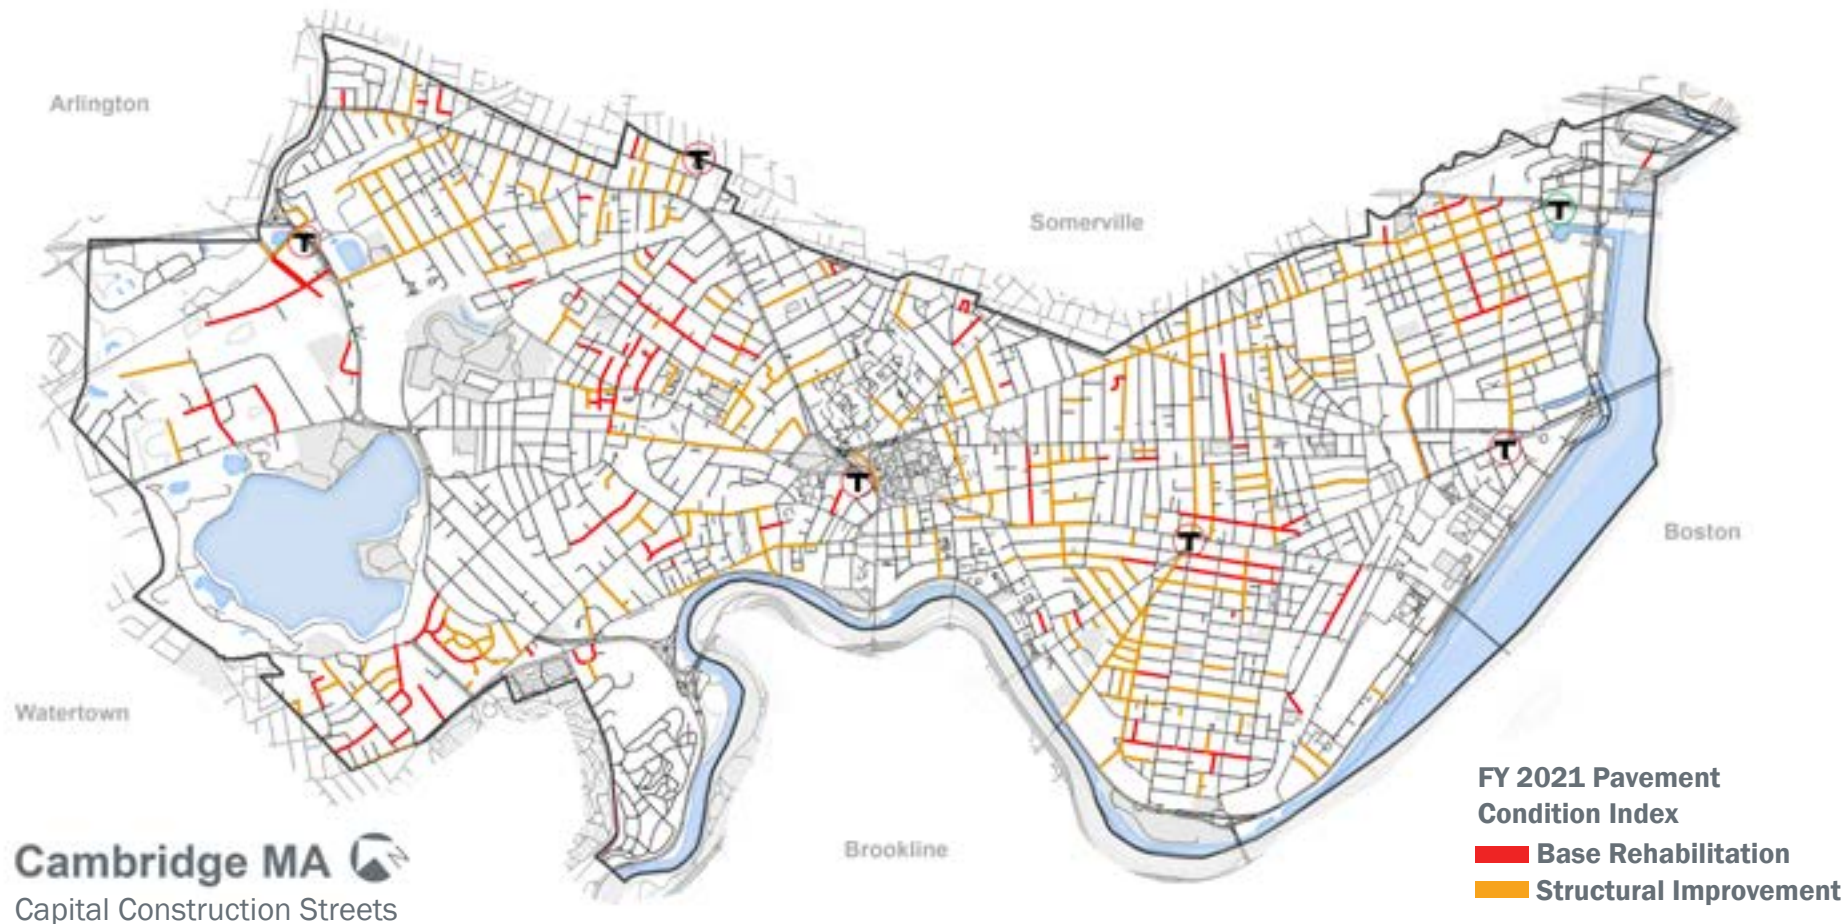 Arlington
Somerville
Boston
Watertown
Brookline
FY 2021 Pavement
Condition Index
Base Rehabilitation
Structural Improvement
Cambridge MA
N
Capital Construction Streets
T
T
T
T
T
T